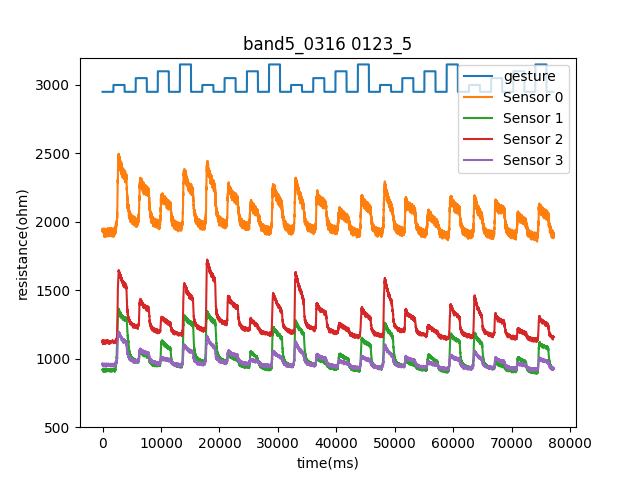 band5_0316 0123_5
resistance(ohm)
3000
2500
2000
1500
1000
500
gesture
Sensor 0
Sensor 1
Sensor 2
Sensor 3
0 10000 20000 30000 40000 50000 60000 70000 80000
time(ms)